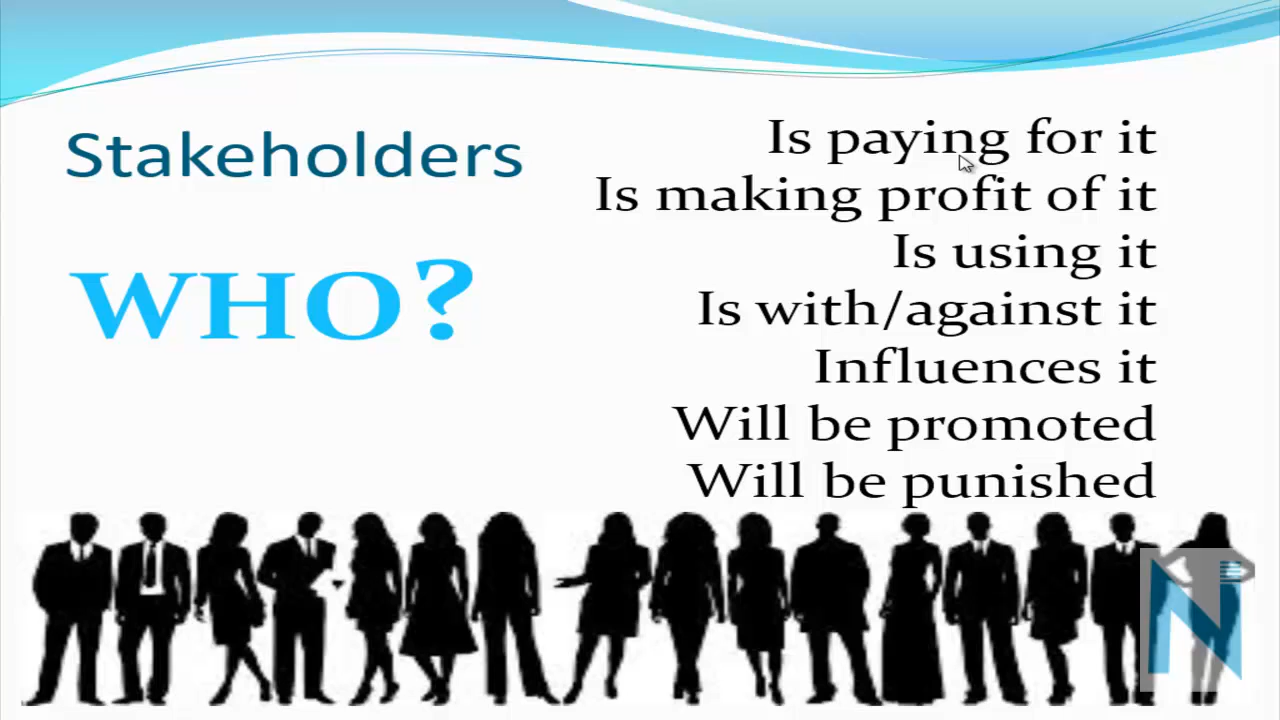 Stakeholders
WHO?
Is paying for it
Is making profit of it
Is using it
Is with/against it
Influences it
Will be promoted
Will be punished
N